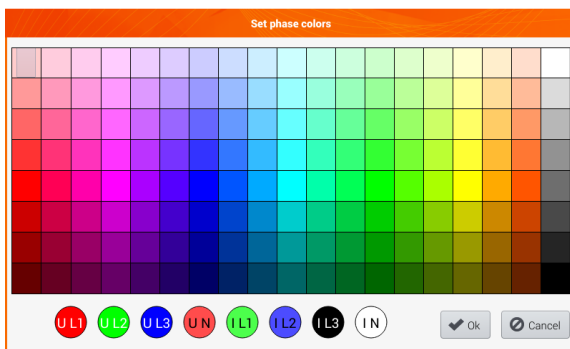 Set phase colors
U L1 U L2 U L3 U N I L1 I L2 I L3 I N Ok Cancel